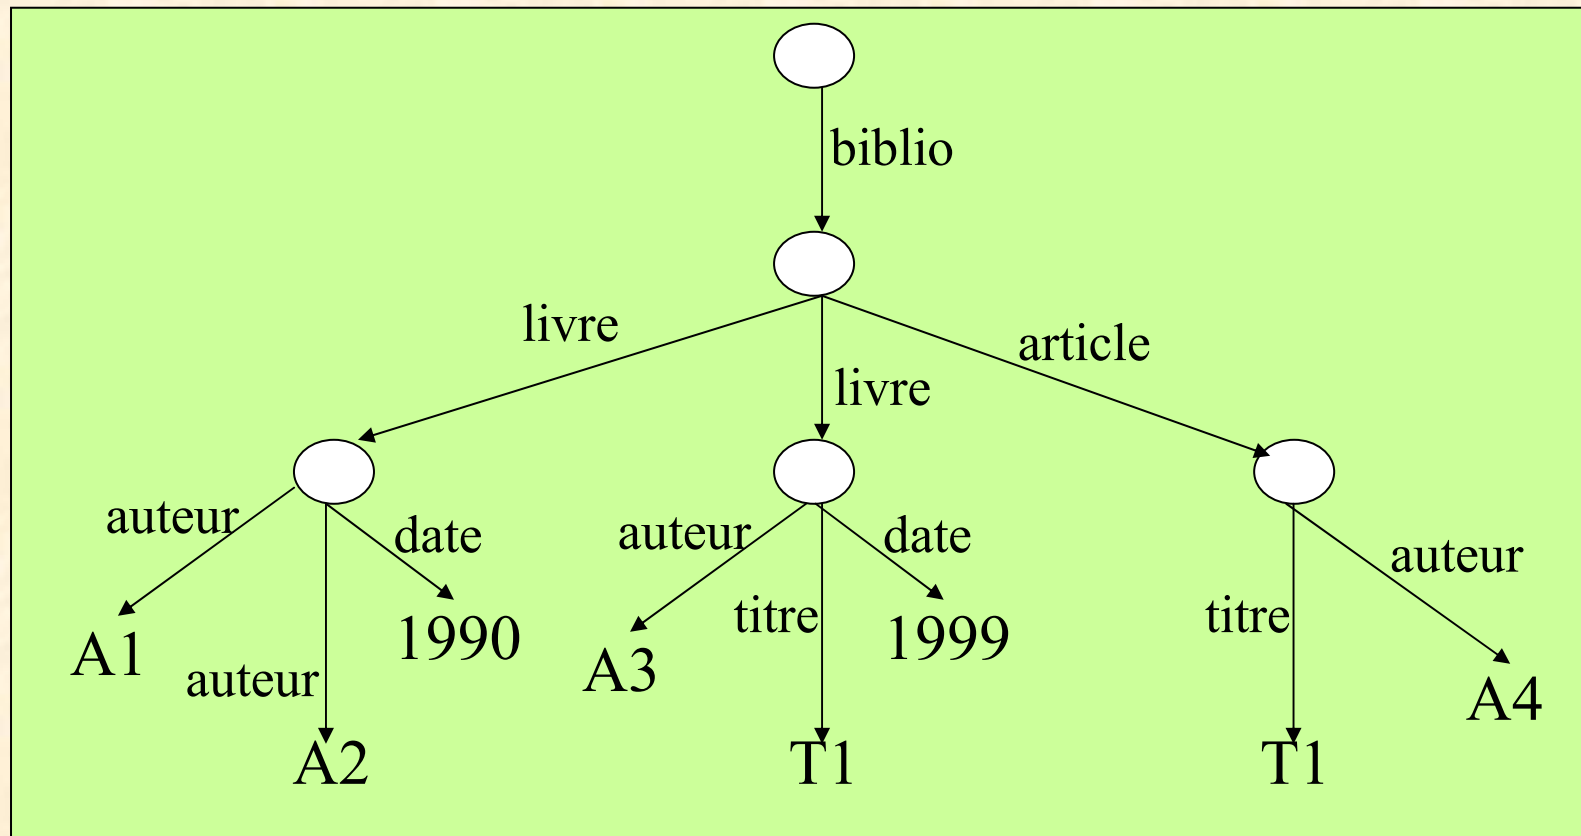 biblio
livre
article
livre
auteur
date
auteur
date
auteur
titre
titre
A1
1990
A3
1999
auteur
A4
A2
T1
T1